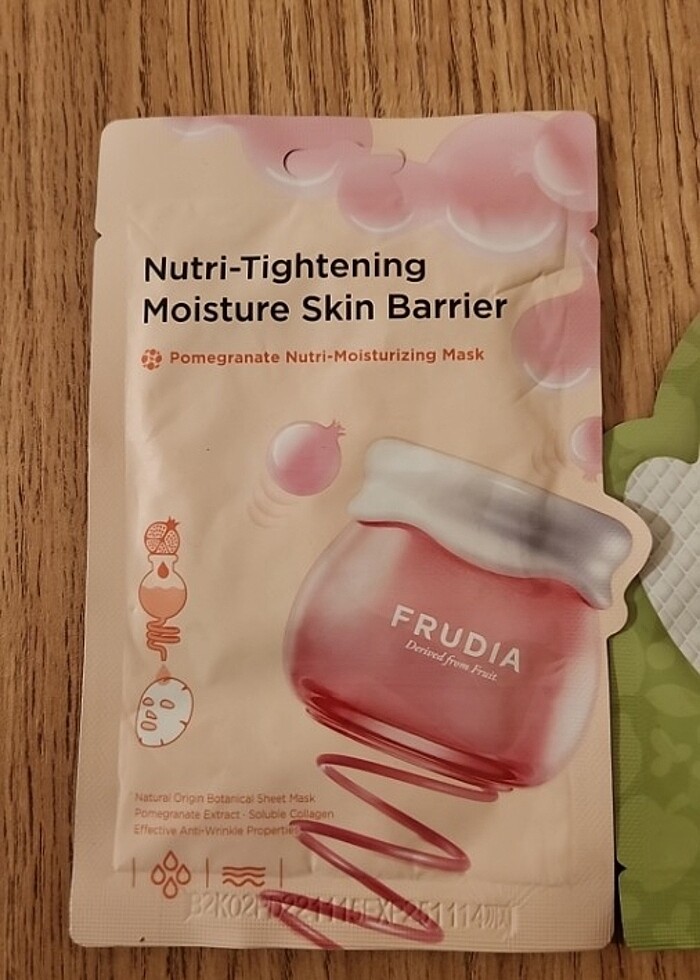 Nutri-Tightening
Moisture Skin Barrier
Pomegranate Nutri-Moisturizing Mask
FRUDIA
Derived from Fruit
Natural Origin Botanical Sheet Mask
Pomegranate Extract · Soluble Collagen
Effective Anti-Wrinkle Properties